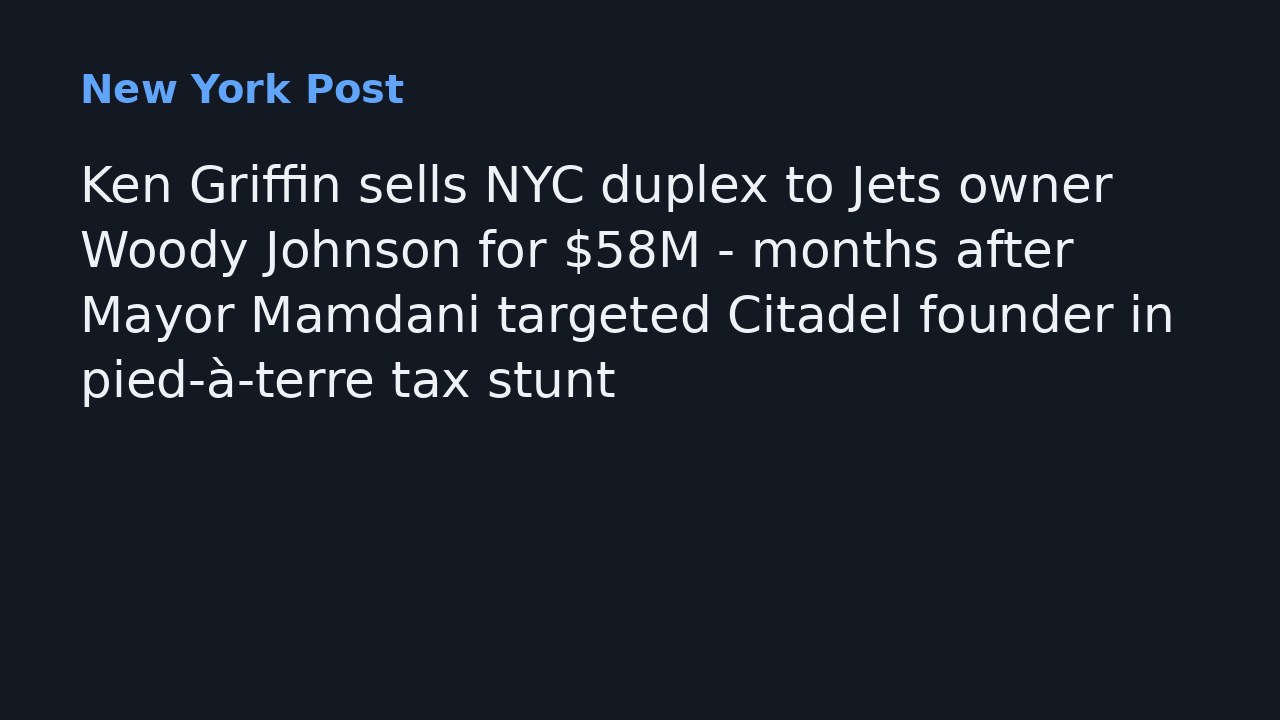 New York Post
Ken Griffin sells NYC duplex to Jets owner
Woody Johnson for $58M - months after
Mayor Mamdani targeted Citadel founder in
pied-à-terre tax stunt